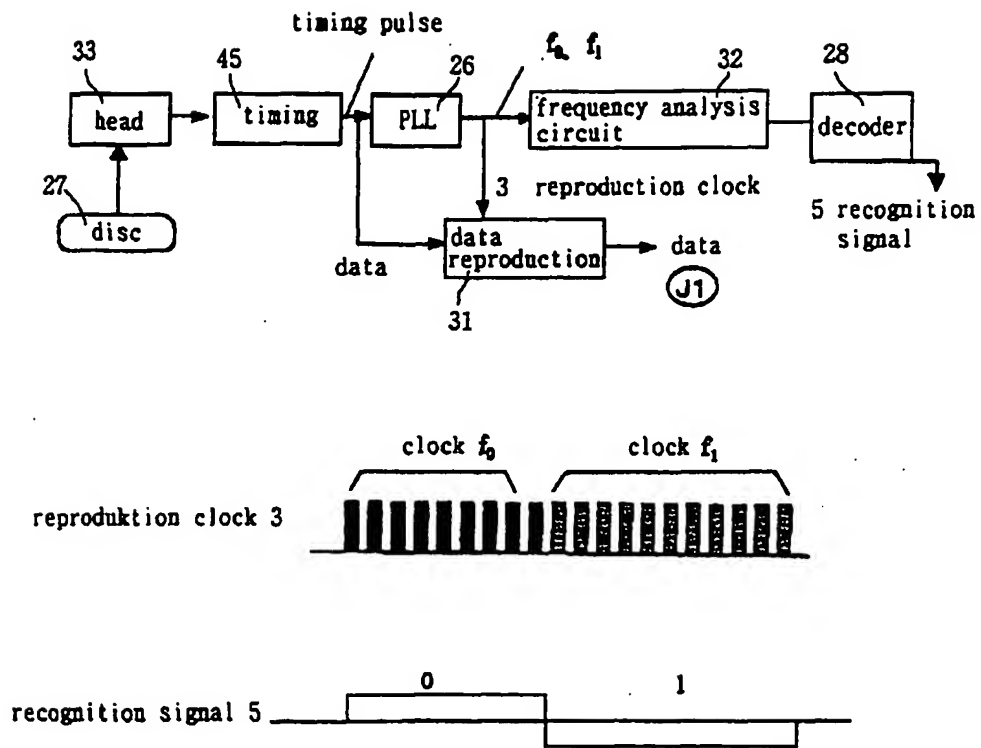 timing pulse
33
45
26
f₀, f₁
32
28
head
timing
PLL
frequency analysis
circuit
decoder
27
disc
3 reproduction clock
5 recognition
signal
data
data
reproduction
data
31
J1
clock f₀
clock f₁
reproduktion clock 3
0
1
recognition signal 5